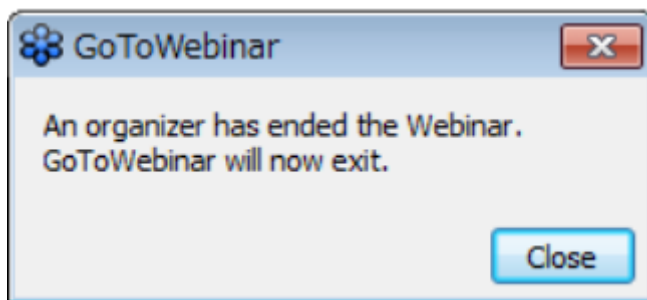 GoToWebinar
An organizer has ended the Webinar.
GoToWebinar will now exit.
Close